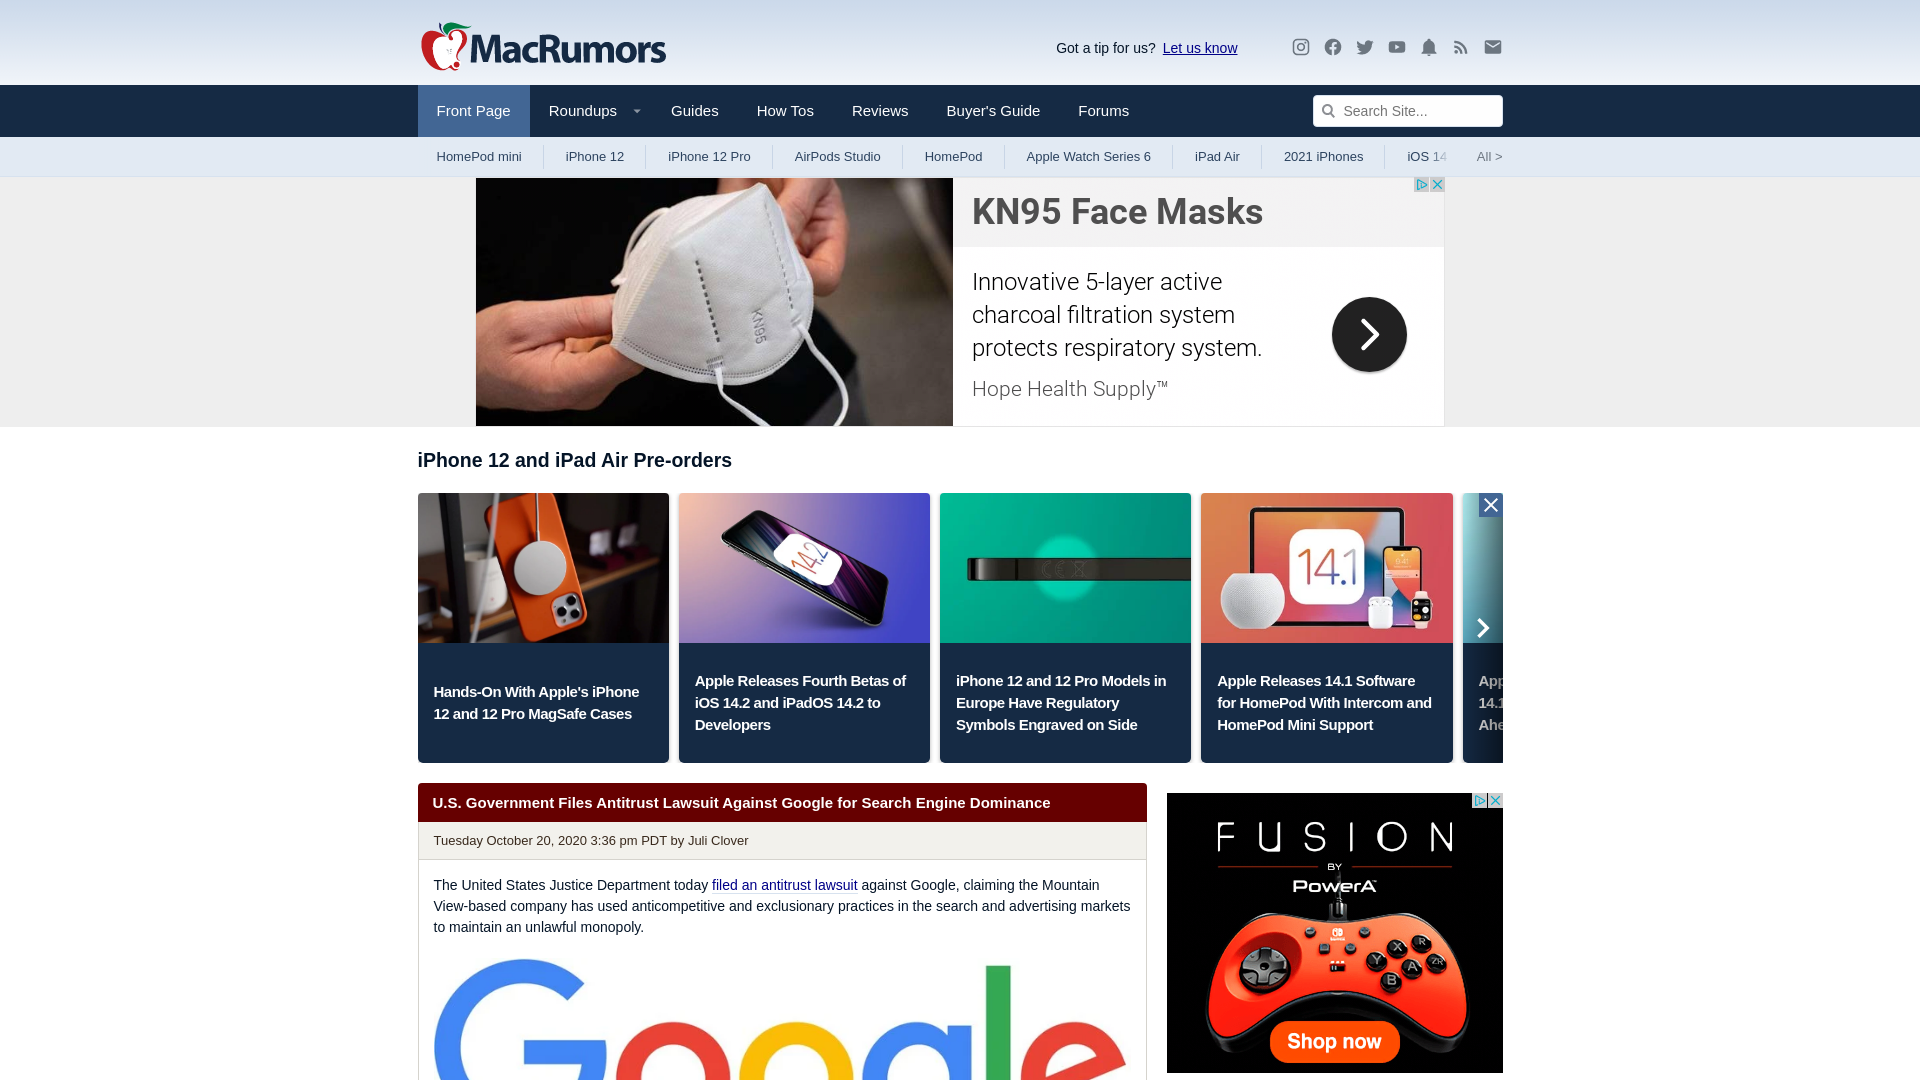 MacRumors
Got a tip for us? Let us know
Front Page
Roundups
Guides
How Tos
Reviews
Buyer's Guide
Forums
Search Site...
HomePod mini
iPhone 12
iPhone 12 Pro
AirPods Studio
HomePod
Apple Watch Series 6
iPad Air
2021 iPhones
iOS 14
All >
KN95
KN95 Face Masks
Innovative 5-layer active
charcoal filtration system
protects respiratory system.
Hope Health Supply™
iPhone 12 and iPad Air Pre-orders
14.2
14.1
Hands-On With Apple's iPhone
12 and 12 Pro MagSafe Cases
Apple Releases Fourth Betas of
iOS 14.2 and iPadOS 14.2 to
Developers
iPhone 12 and 12 Pro Models in
Europe Have Regulatory
Symbols Engraved on Side
Apple Releases 14.1 Software
for HomePod With Intercom and
HomePod Mini Support
App
14.1
Ahe
U.S. Government Files Antitrust Lawsuit Against Google for Search Engine Dominance
Tuesday October 20, 2020 3:36 pm PDT by Juli Clover
The United States Justice Department today filed an antitrust lawsuit against Google, claiming the Mountain
View-based company has used anticompetitive and exclusionary practices in the search and advertising markets
to maintain an unlawful monopoly.
Google
FUSION
BY
PowerA™
X
R
Y
A
ZR
B
Shop now